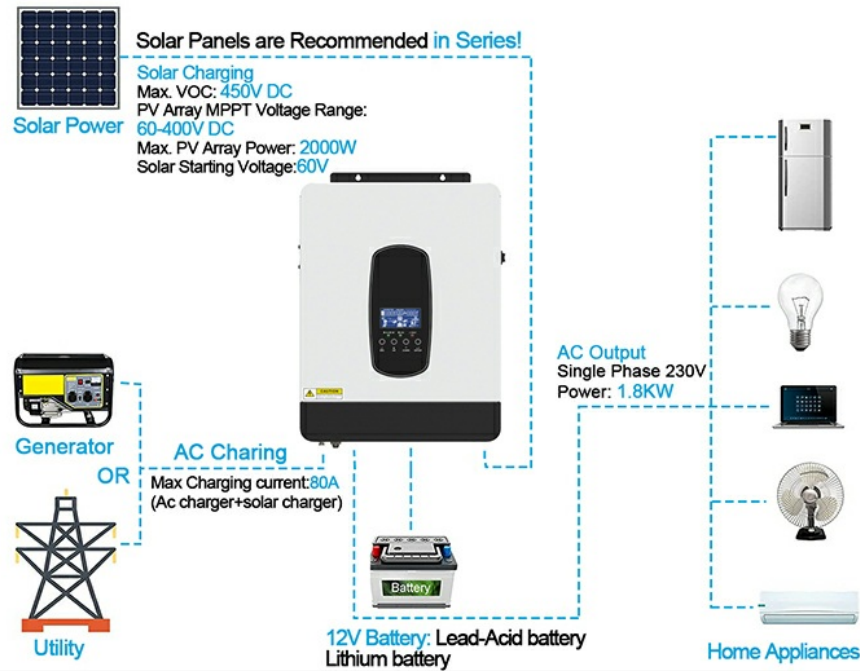 Solar Panels are Recommended in Series!
Solar Charging
Max. VOC: 450V DC
PV Array MPPT Voltage Range:
60-400V DC
Max. PV Array Power: 2000W
Solar Starting Voltage:60V
Solar Power
AC Output
Single Phase 230V
Power: 1.8KW
Generator
OR
AC Charing
Max Charging current:80A
(Ac charger+solar charger)
CAUTION
Battery
Utility
12V Battery: Lead-Acid battery
Lithium battery
Home Appliances